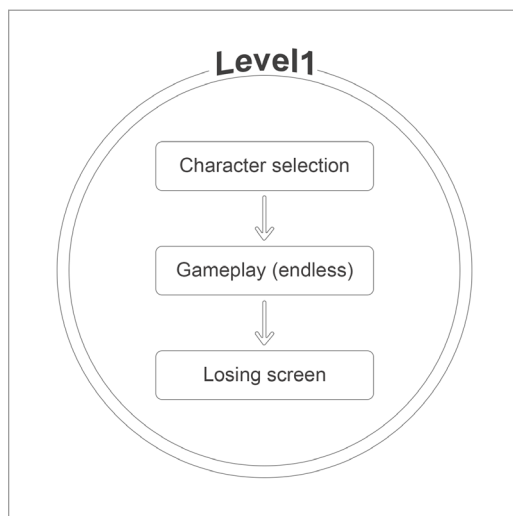 Level1
Character selection
Gameplay (endless)
Losing screen